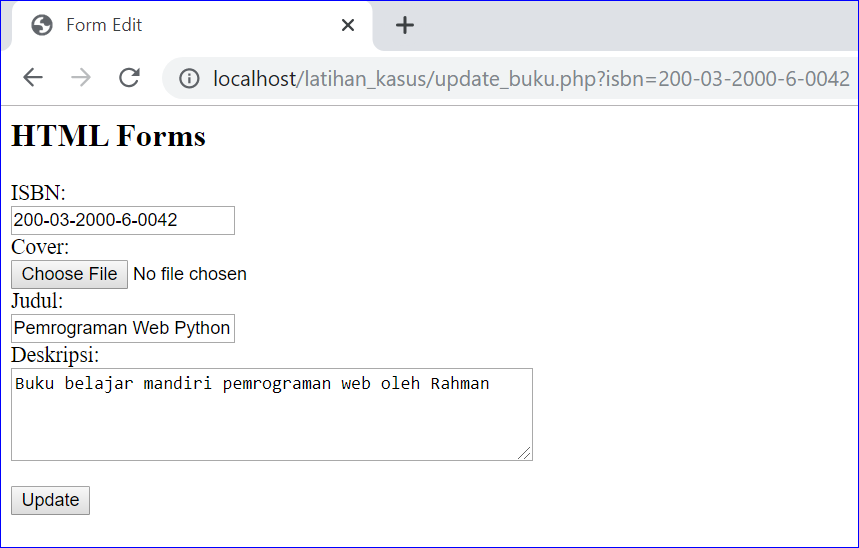 Form Edit
localhost/latihan_kasus/update_buku.php?isbn=200-03-2000-6-0042
HTML Forms
ISBN:
200-03-2000-6-0042
Cover:
Choose File No file chosen
Judul:
Pemrograman Web Python
Deskripsi:
Buku belajar mandiri pemrograman web oleh Rahman
Update